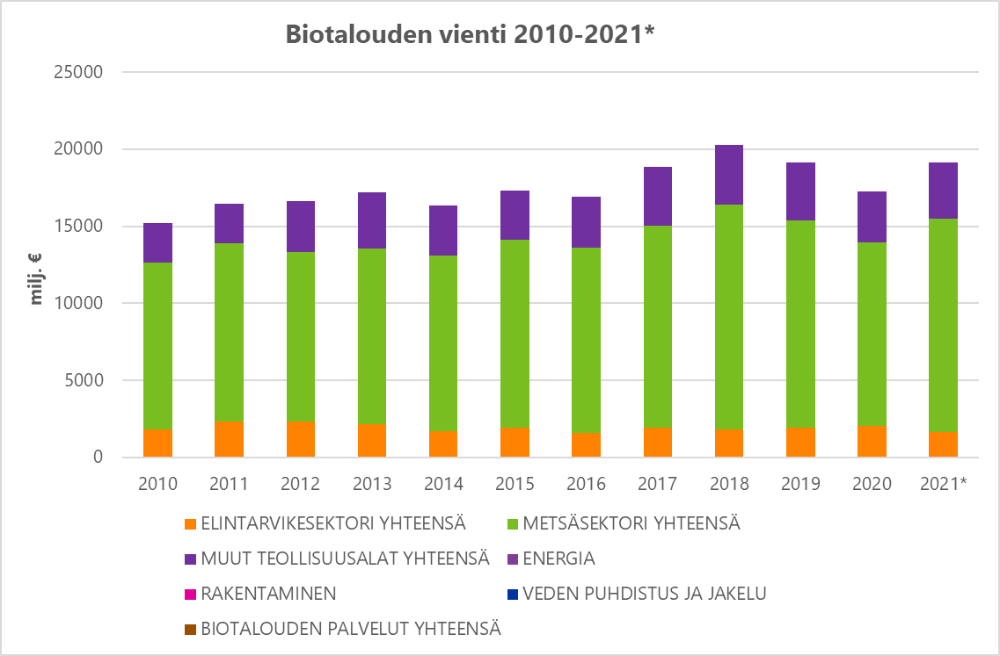 Biotalouden vienti 2010-2021*
25000
20000
15000
10000
5000
0
milj. €
2010 2011 2012 2013 2014 2015 2016 2017 2018 2019 2020 2021*
ELINTARVIKESEKTORI YHTEENSÄ METSÄSEKTORI YHTEENSÄ
MUUT TEOLLISUUSALAT YHTEENSÄ ENERGIA
RAKENTAMINEN VEDEN PUHDISTUS JA JAKELU
BIOTALOUDEN PALVELUT YHTEENSÄ